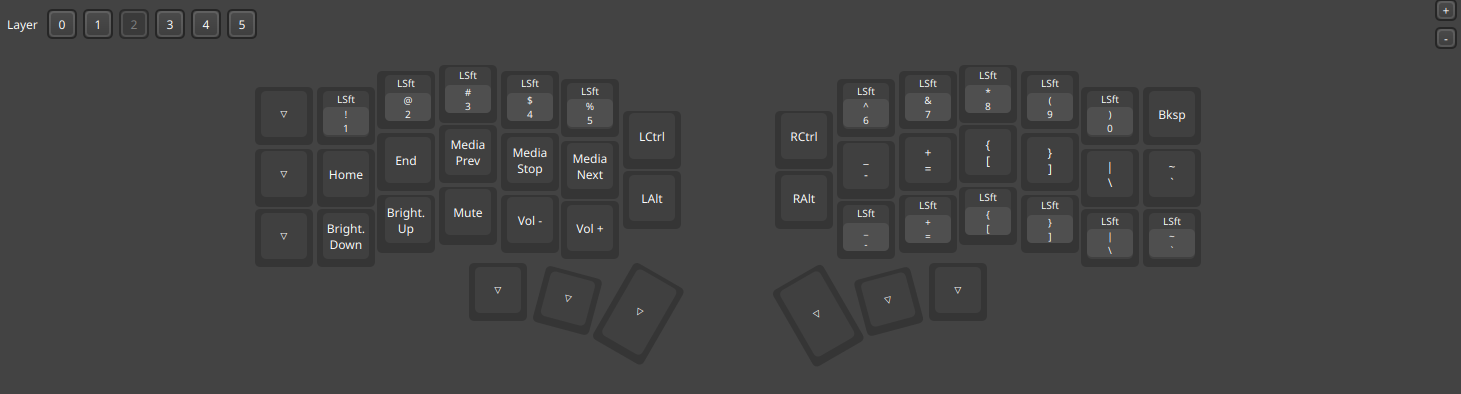 Layer 0 1 2 3 4 5
+
-
▽
LSft
!
1
LSft
@
2
LSft
#
3
LSft
$
4
LSft
%
5
LCtrl
RCtrl
LSft
^
6
LSft
&
7
LSft
*
8
LSft
(
9
LSft
)
0
Bksp
▽
Home
End
Media
Prev
Media
Stop
Media
Next
LAlt
RAlt
_
-
+
=
{
[
}
]
|
\
~
`
▽
Bright.
Down
Bright.
Up
Mute
Vol -
Vol +
LSft
_
-
LSft
+
=
LSft
{
[
LSft
}
]
LSft
|
\
LSft
~
`
▽
▽
▽
▽
▽
▽